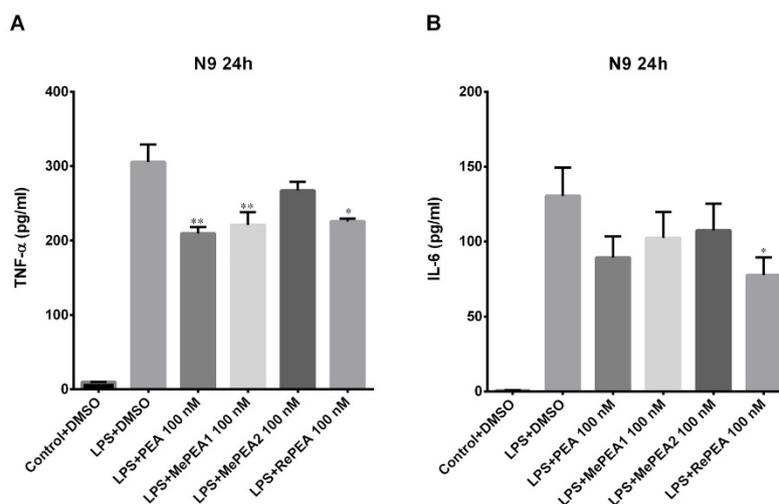 A
N9 24h
TNF-α (pg/ml)
400
300
200
100
0
**
**
*
Control+DMSO
LPS+DMSO
LPS+PEA 100 nM
LPS+MePEA1 100 nM
LPS+MePEA2 100 nM
LPS+RePEA 100 nM
B
N9 24h
IL-6 (pg/ml)
200
150
100
50
0
*
Control+DMSO
LPS+DMSO
LPS+PEA 100 nM
LPS+MePEA1 100 nM
LPS+MePEA2 100 nM
LPS+RePEA 100 nM